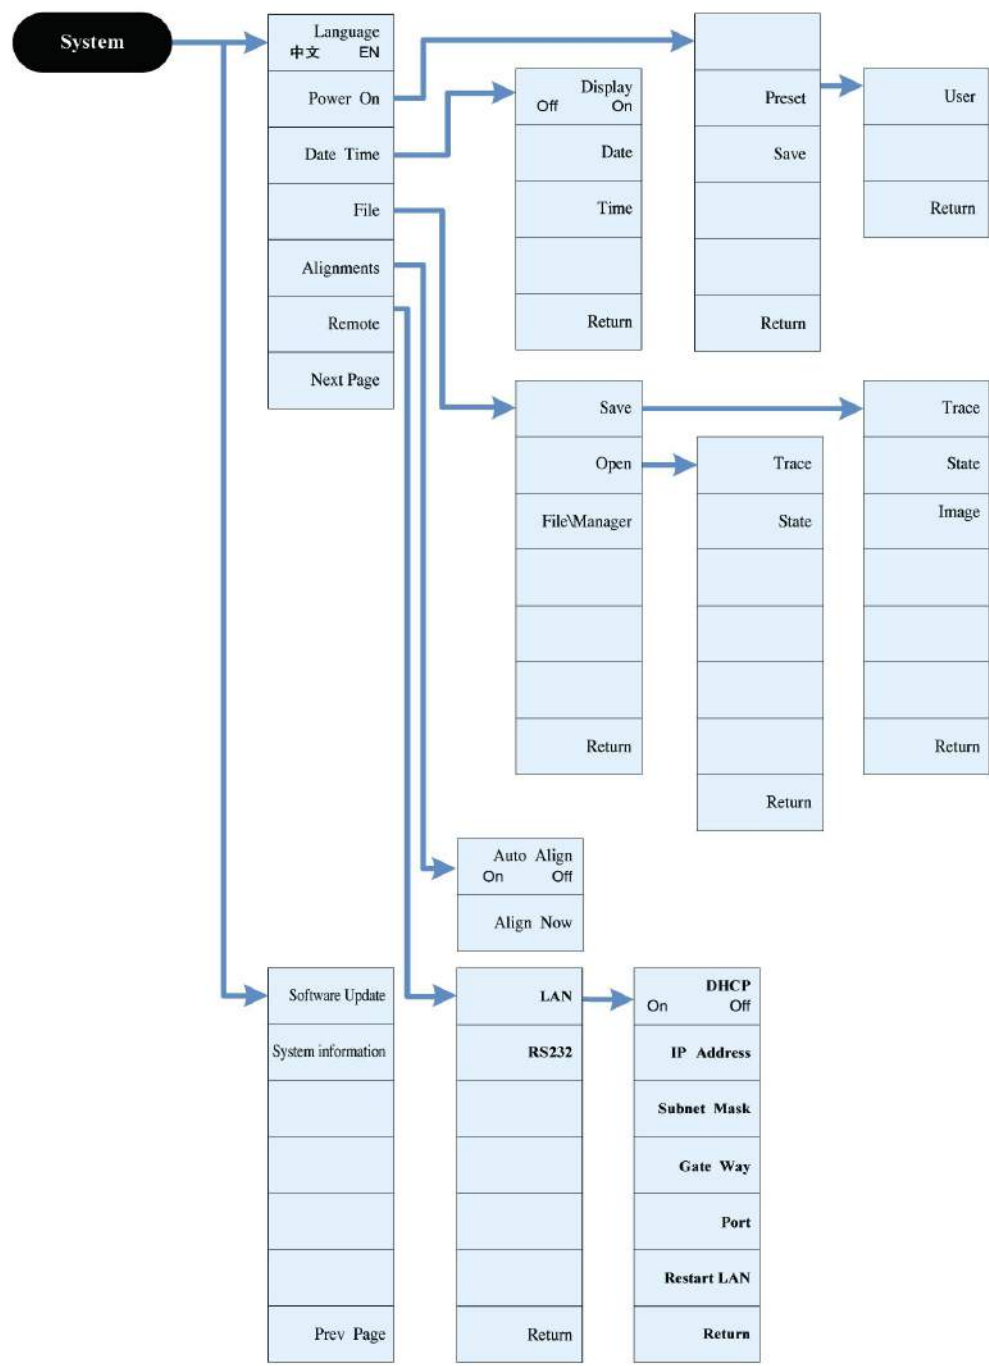 System
Language
中文 EN
Power On
Date Time
File
Alignments
Remote
Next Page
Display
Off On
Date
Time
Return
Preset
Save
Return
User
Return
Save
Open
File\Manager
Return
Trace
State
Return
Trace
State
Image
Return
Auto Align
On Off
Align Now
Software Update
System information
Prev Page
LAN
RS232
Return
DHCP
On Off
IP Address
Subnet Mask
Gate Way
Port
Restart LAN
Return